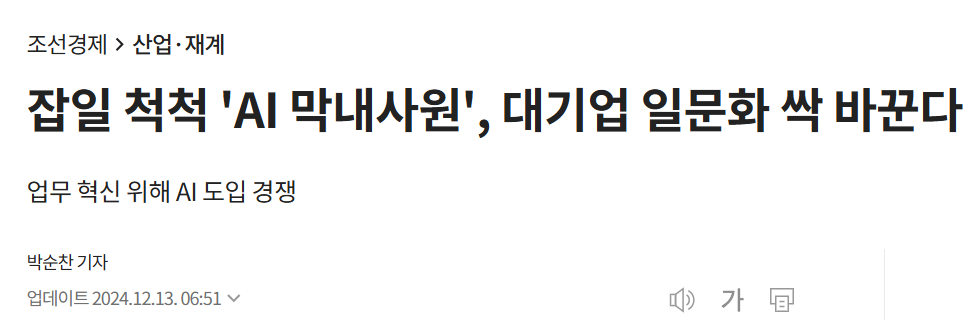 조선경제 > 산업·재계
잡일 척척 'AI 막내사원', 대기업 일문화 싹 바꾼다
업무 혁신 위해 AI 도입 경쟁
박순찬 기자
업데이트 2024.12.13. 06:51
가